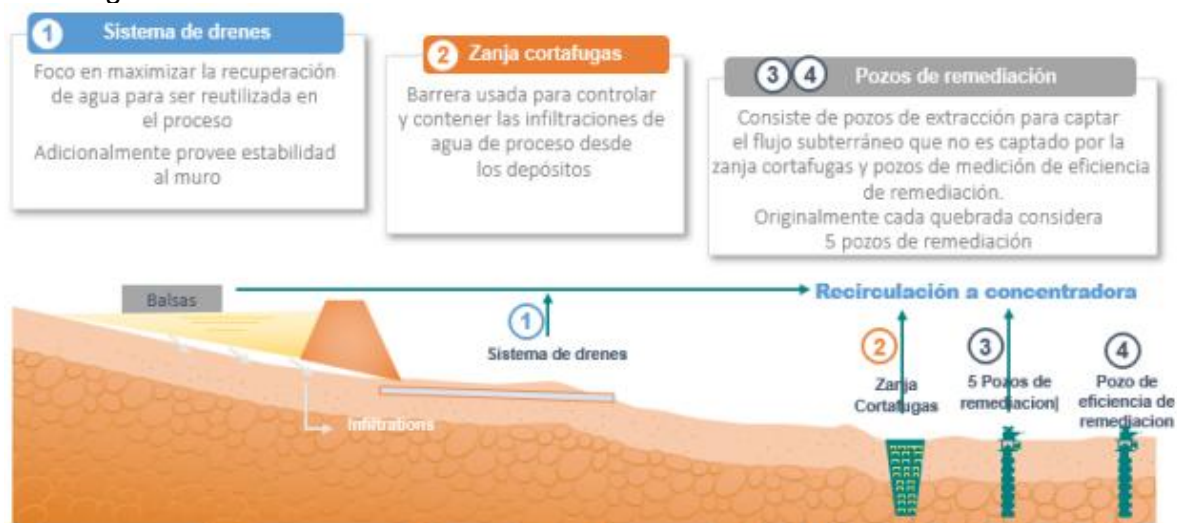 1 Sistema de drenes
Foco en maximizar la recuperación
de agua para ser reutilizada en
el proceso
Adicionalmente provee estabilidad
al muro
2 Zanja cortafugas
Barrera usada para controlar
y contener las infiltraciones de
agua de proceso desde
los depósitos
3 4 Pozos de remediación
Consiste de pozos de extracción para captar
el flujo subterráneo que no es captado por la
zanja cortafugas y pozos de medición de eficiencia
de remediación.
Originalmente cada quebrada considera
5 pozos de remediación
Balsas
Recirculación a concentradora
1
Sistema de drenes
2
Zanja
Cortafugas
3
5 Pozos de
remediacion|
4
Pozo de
eficiencia de
remediacion
Infiltrations